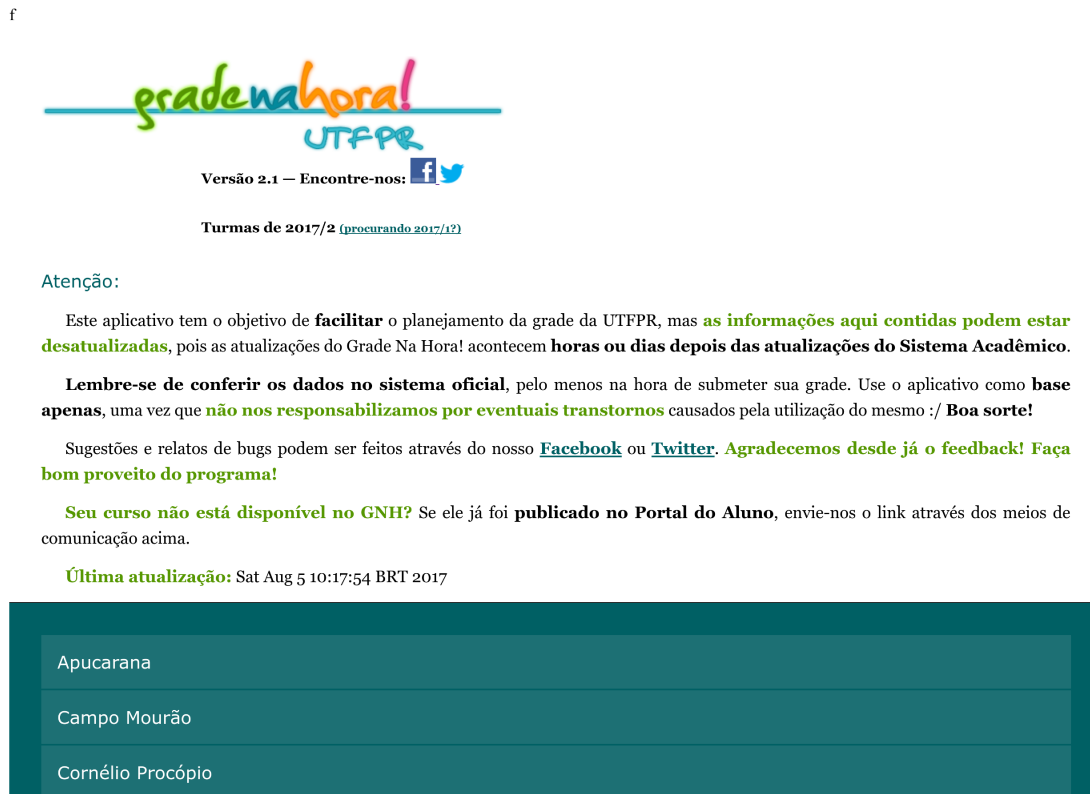 f
gradenahora!
UTFPR
Versão 2.1 — Encontre-nos:
Turmas de 2017/2 (procurando 2017/1?)
Atenção:
Este aplicativo tem o objetivo de facilitar o planejamento da grade da UTFPR, mas as informações aqui contidas podem estar
desatualizadas, pois as atualizações do Grade Na Hora! acontecem horas ou dias depois das atualizações do Sistema Acadêmico.
Lembre-se de conferir os dados no sistema oficial, pelo menos na hora de submeter sua grade. Use o aplicativo como base
apenas, uma vez que não nos responsabilizamos por eventuais transtornos causados pela utilização do mesmo :/ Boa sorte!
Sugestões e relatos de bugs podem ser feitos através do nosso Facebook ou Twitter. Agradecemos desde já o feedback! Faça
bom proveito do programa!
Seu curso não está disponível no GNH? Se ele já foi publicado no Portal do Aluno, envie-nos o link através dos meios de
comunicação acima.
Última atualização: Sat Aug 5 10:17:54 BRT 2017
Apucarana
Campo Mourão
Cornélio Procópio